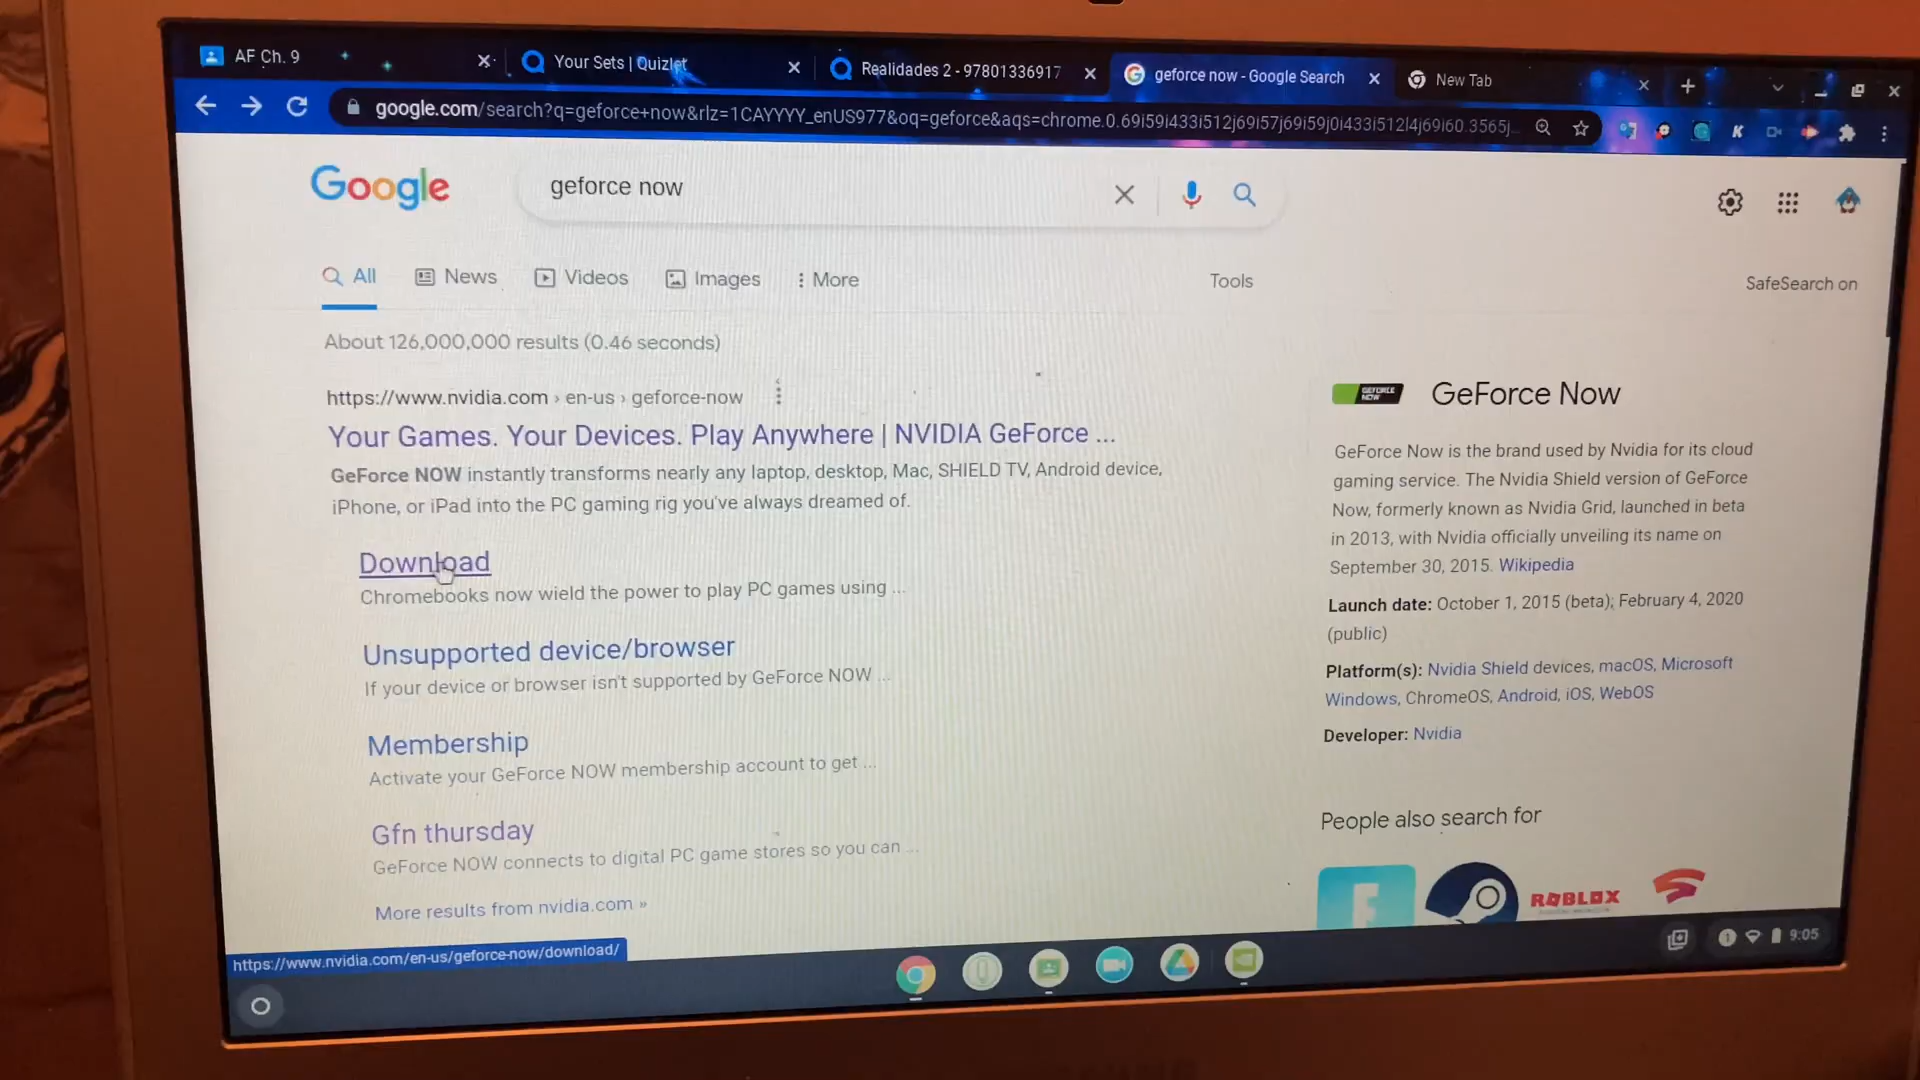 AF Ch. 9
Your Sets | Quizlet
Realidades 2 - 97801336917
geforce now - Google Search
New Tab
google.com/search?q=geforce+now&rlz=1CAYYYY_enUS977&oq=geforce&aqs=chrome.0.69i59i433i512j69i57j69i59j0i433i512l4j69i60.3565j...
Google
geforce now
All
News
Videos
Images
More
Tools
SafeSearch on
About 126,000,000 results (0.46 seconds)
https://www.nvidia.com › en-us › geforce-now
Your Games. Your Devices. Play Anywhere | NVIDIA GeForce ...
GeForce NOW instantly transforms nearly any laptop, desktop, Mac, SHIELD TV, Android device,
iPhone, or iPad into the PC gaming rig you've always dreamed of.
Download
Chromebooks now wield the power to play PC games using ...
Unsupported device/browser
If your device or browser isn't supported by GeForce NOW ...
Membership
Activate your GeForce NOW membership account to get ...
Gfn thursday
GeForce NOW connects to digital PC game stores so you can ...
More results from nvidia.com »
GEFORCE
NOW
GeForce Now
GeForce Now is the brand used by Nvidia for its cloud
gaming service. The Nvidia Shield version of GeForce
Now, formerly known as Nvidia Grid, launched in beta
in 2013, with Nvidia officially unveiling its name on
September 30, 2015. Wikipedia
Launch date: October 1, 2015 (beta); February 4, 2020
(public)
Platform(s): Nvidia Shield devices, macOS, Microsoft
Windows, ChromeOS, Android, iOS, WebOS
Developer: Nvidia
People also search for
ROBLOX
https://www.nvidia.com/en-us/geforce-now/download/
1
9:05